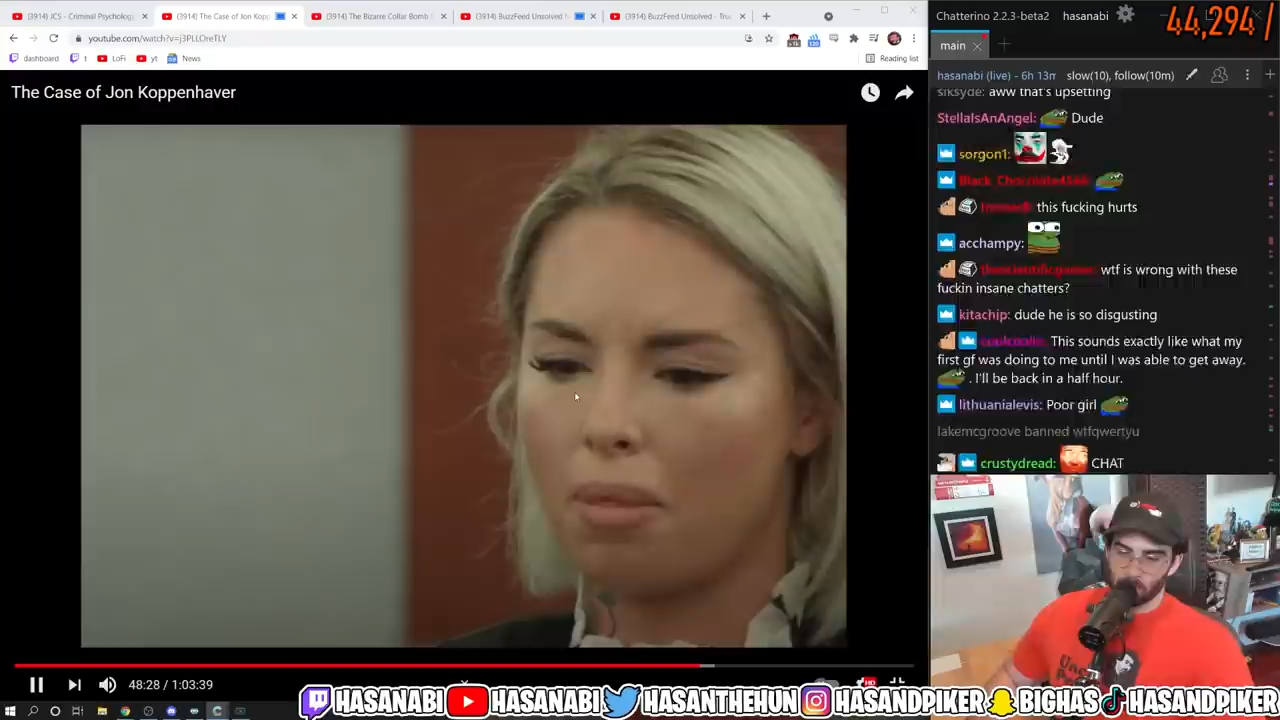 (3914) JCS - Criminal Psycholog
(3914) The Case of Jon Kopp
(3914) The Bizarre Collar Bomb
(3914) BuzzFeed Unsolved
(3914) BuzzFeed Unsolved - Tru
youtube.com/watch?v=j3PLLOreTLY
dashboard
t
LoFi
yt
News
Reading list
The Case of Jon Koppenhaver
48:28 / 1:03:39
Chatterino 2.2.3-beta2
hasanabi
44,294 /
main
hasanabi (live) - 6h 13m
slow(10), follow(10m)
siksyde: aww that's upsetting
StellaIsAnAngel: Dude
sorgon1:
acchampy:
this fucking hurts
wtf is wrong with these
fuckin insane chatters?
kitachip: dude he is so disgusting
This sounds exactly like what my
first gf was doing to me until I was able to get away.
. I'll be back in a half hour.
lithuanialevis: Poor girl
lakemcgroove banned wtfqwertyu
crustydread: CHAT
HASANABI
HASANABI
HASANTHEHUN
HASANDPIKER
BIGHAS
HASANDPIKER